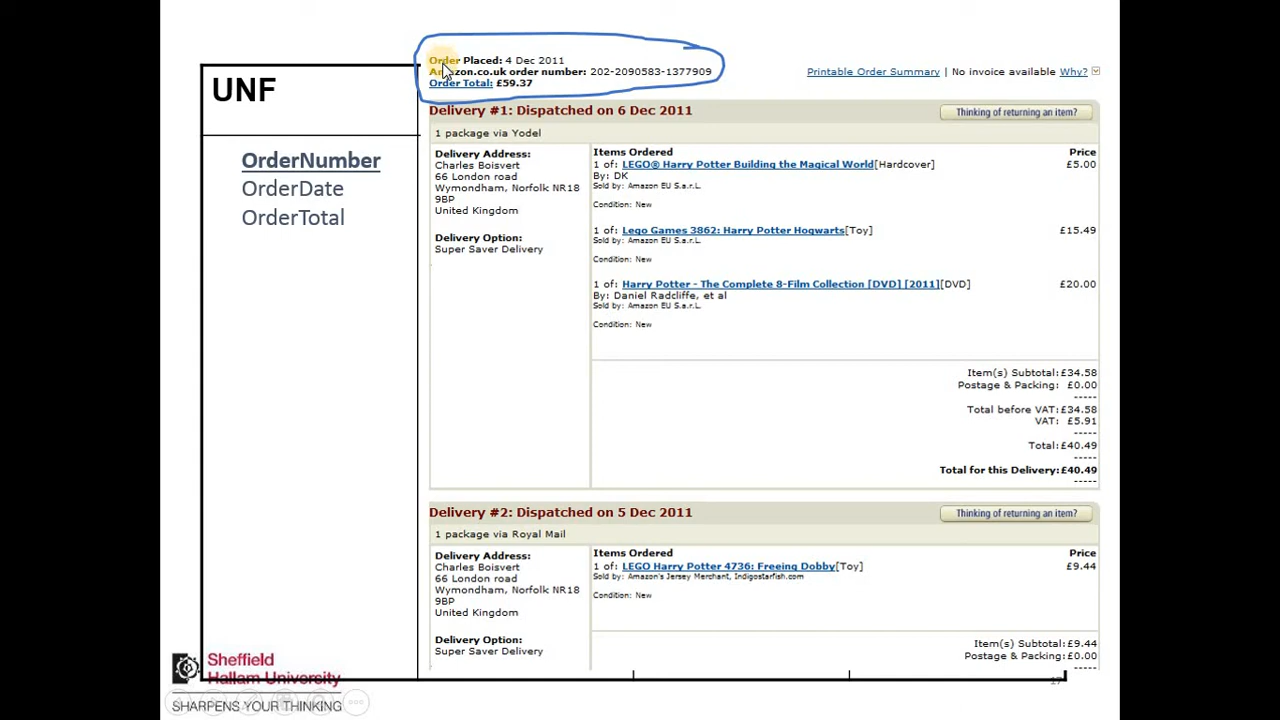 UNF
OrderNumber
OrderDate
OrderTotal
Order Placed: 4 Dec 2011
Amazon.co.uk order number: 202-2090583-1377909
Order Total: £59.37
Printable Order Summary | No invoice available Why?
Delivery #1: Dispatched on 6 Dec 2011
Thinking of returning an item?
1 package via Yodel
Delivery Address:
Charles Boisvert
66 London road
Wymondham, Norfolk NR18
9BP
United Kingdom
Delivery Option:
Super Saver Delivery
Items Ordered Price
1 of: LEGO® Harry Potter Building the Magical World[Hardcover] £5.00
By: DK
Sold by: Amazon EU S.a.r.L.
Condition: New
1 of: Lego Games 3862: Harry Potter Hogwarts[Toy] £15.49
Sold by: Amazon EU S.a.r.L.
Condition: New
1 of: Harry Potter - The Complete 8-Film Collection [DVD] [2011][DVD] £20.00
By: Daniel Radcliffe, et al
Sold by: Amazon EU S.a.r.L.
Condition: New
Item(s) Subtotal:£34.58
Postage & Packing: £0.00
-----
Total before VAT:£34.58
VAT: £5.91
-----
Total: £40.49
-----
Total for this Delivery:£40.49
-----
Delivery #2: Dispatched on 5 Dec 2011
Thinking of returning an item?
1 package via Royal Mail
Delivery Address:
Charles Boisvert
66 London road
Wymondham, Norfolk NR18
9BP
United Kingdom
Delivery Option:
Super Saver Delivery
Items Ordered Price
1 of: LEGO Harry Potter 4736: Freeing Dobby[Toy] £9.44
Sold by: Amazon's Jersey Merchant, Indigostarfish.com
Condition: New
Item(s) Subtotal:£9.44
Postage & Packing: £0.00
-----
17
Sheffield
Hallam University
SHARPENS YOUR THINKING